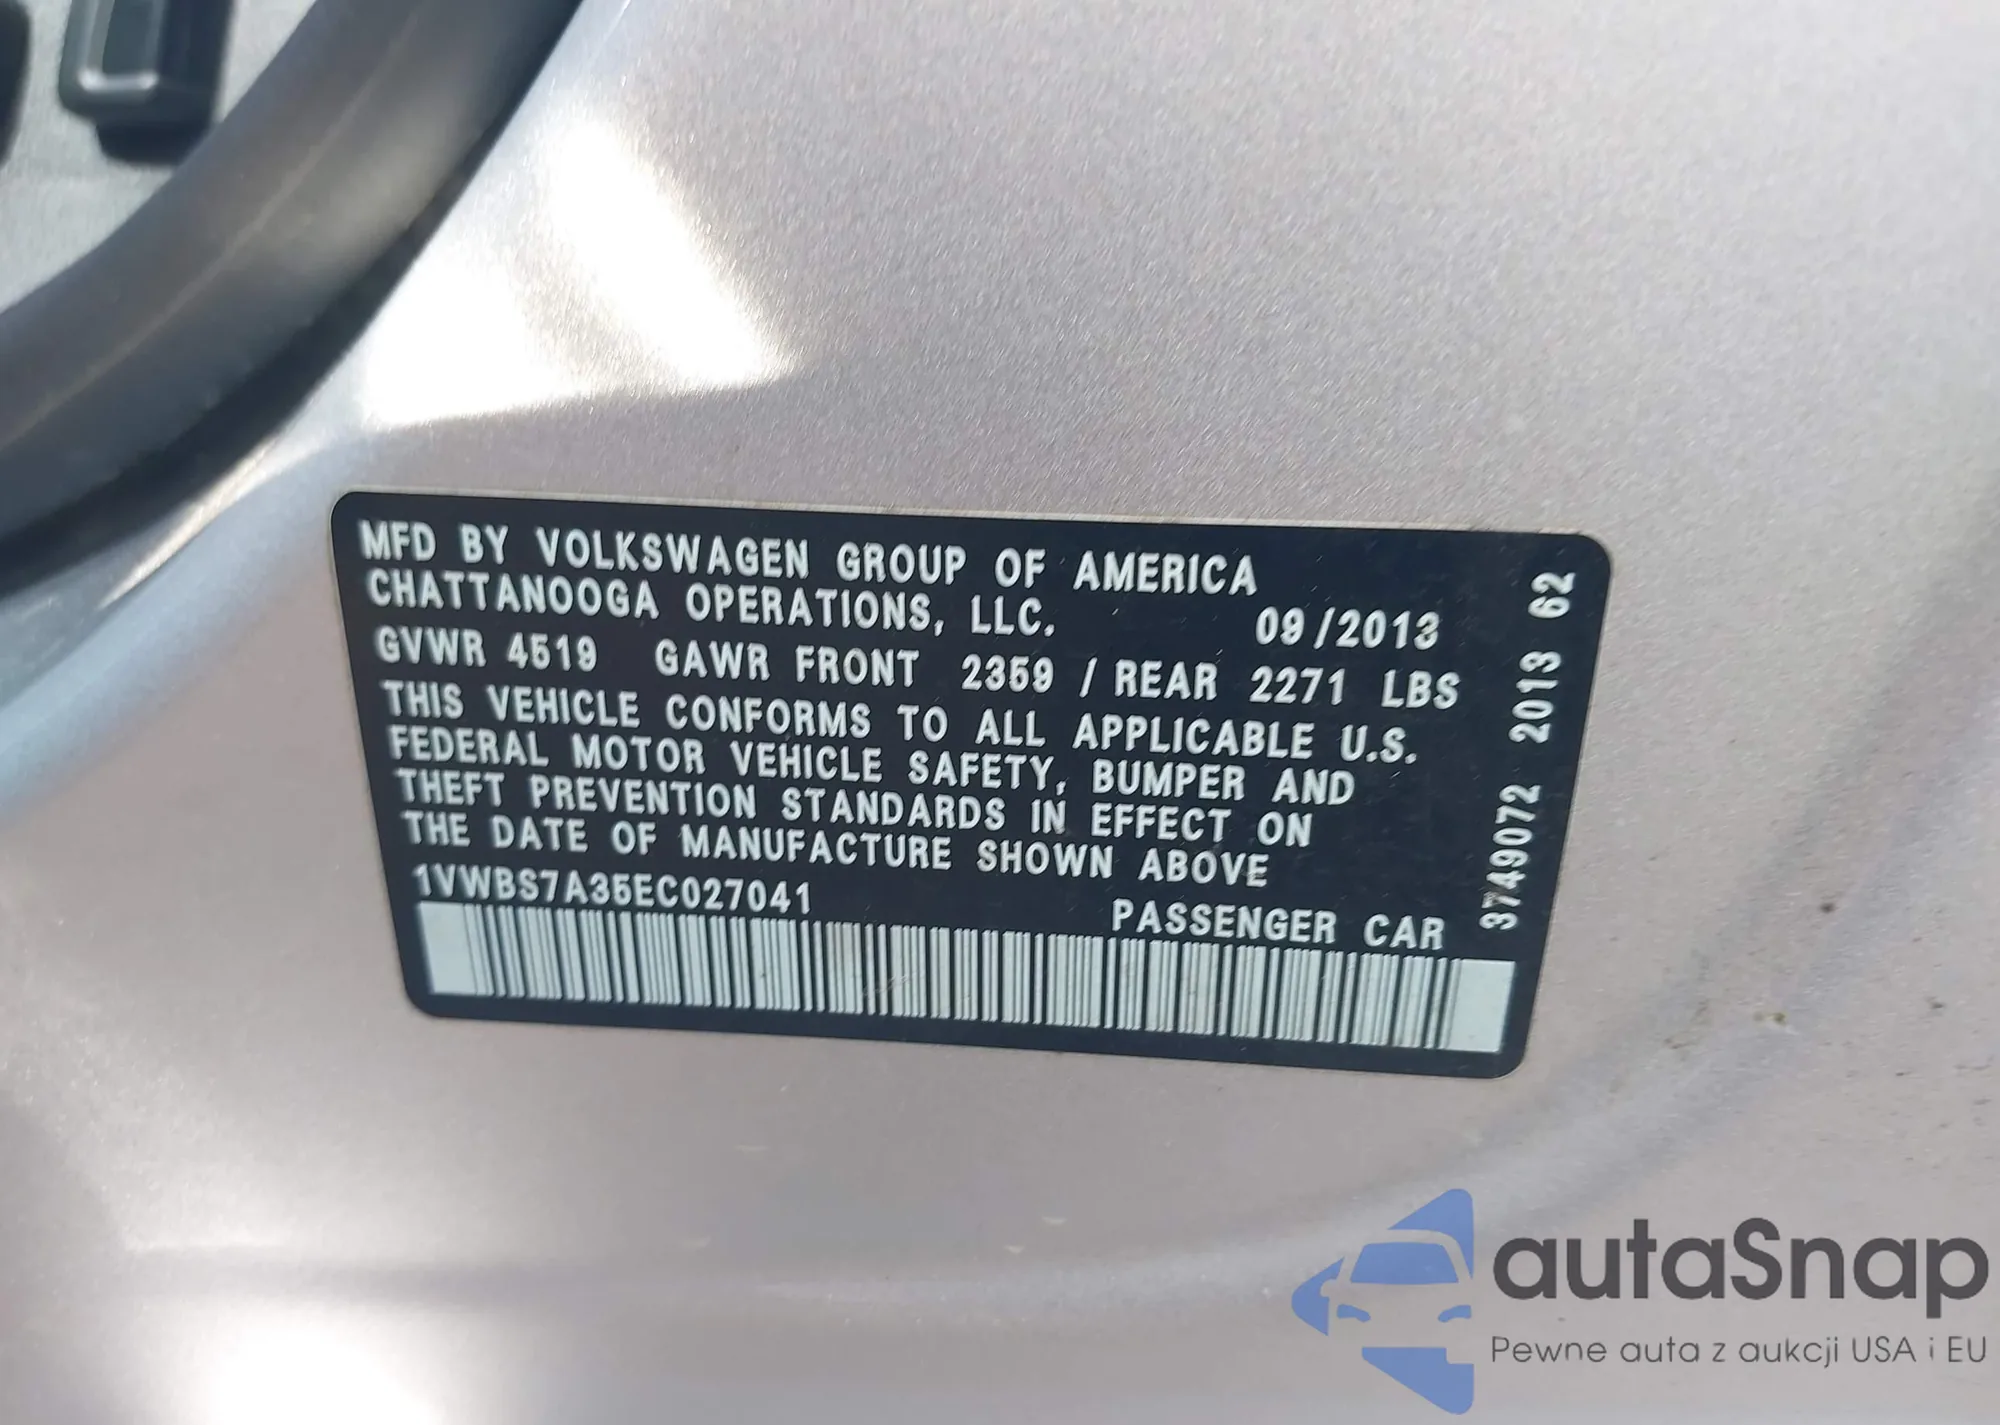 MFD BY VOLKSWAGEN GROUP OF AMERICA
CHATTANOOGA OPERATIONS, LLC. 09/2013
GVWR 4519 GAWR FRONT 2359 / REAR 2271 LBS
THIS VEHICLE CONFORMS TO ALL APPLICABLE U.S.
FEDERAL MOTOR VEHICLE SAFETY, BUMPER AND
THEFT PREVENTION STANDARDS IN EFFECT ON
THE DATE OF MANUFACTURE SHOWN ABOVE
1VWBS7A35EC027041 PASSENGER CAR
3749072 2013 62
autaSnap
Pewne auta z aukcji USA i EU